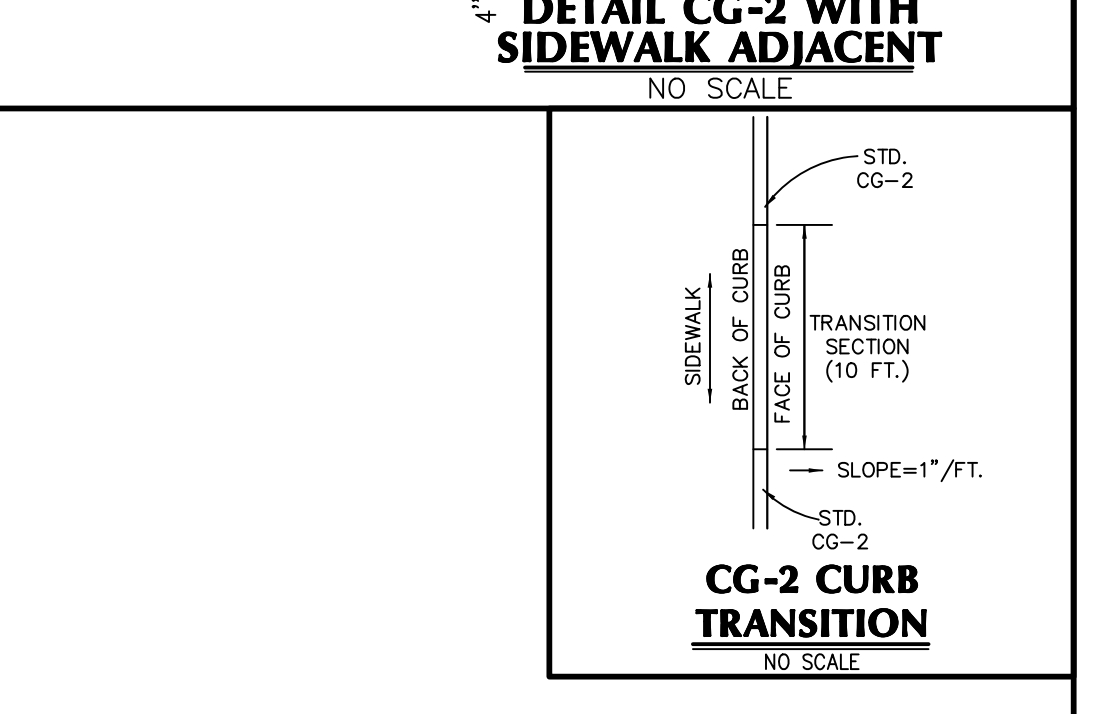 4"
DETAIL CG-2 WITH
SIDEWALK ADJACENT
NO SCALE
STD.
CG-2
SIDEWALK
BACK OF CURB
FACE OF CURB
TRANSITION
SECTION
(10 FT.)
SLOPE=1"/FT.
STD.
CG-2
CG-2 CURB
TRANSITION
NO SCALE